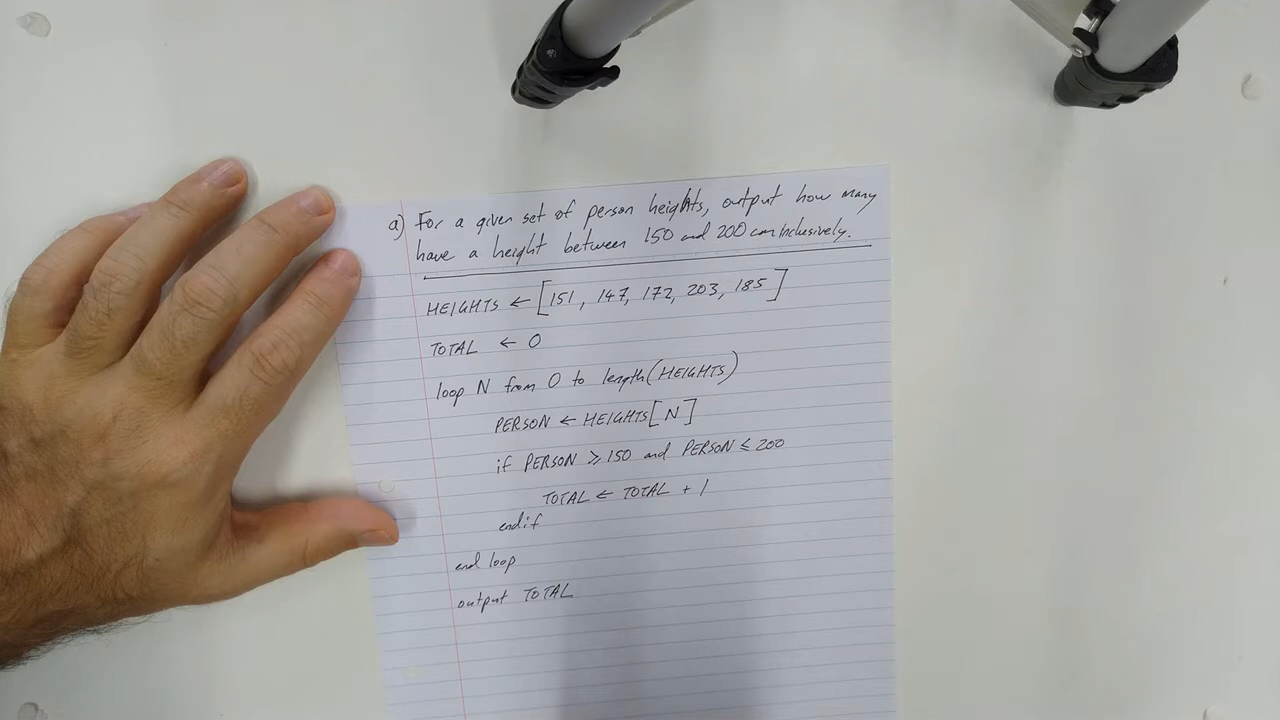 a) For a given set of person heights, output how many
have a height between 150 and 200 cm inclusively.
HEIGHTS ← [151, 147, 172, 203, 185]
TOTAL ← 0
loop N from 0 to length(HEIGHTS)
PERSON ← HEIGHTS[N]
if PERSON ≥ 150 and PERSON ≤ 200
TOTAL ← TOTAL + 1
endif
end loop
output TOTAL